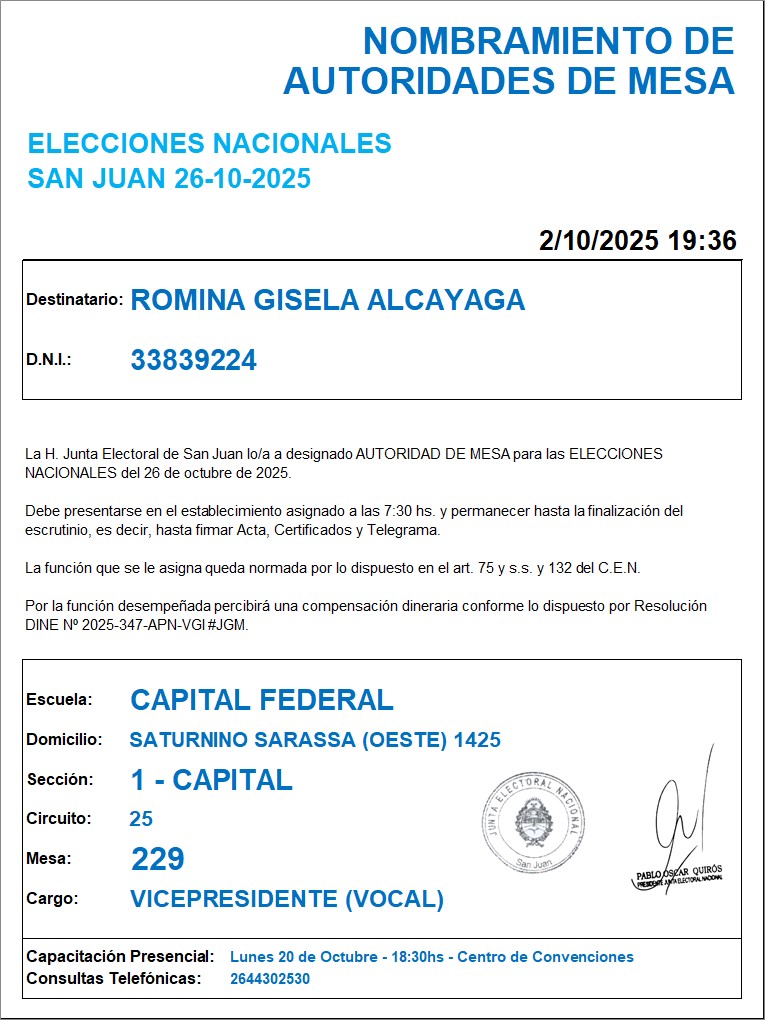 NOMBRAMIENTO DE
AUTORIDADES DE MESA
ELECCIONES NACIONALES
SAN JUAN 26-10-2025
2/10/2025 19:36
Destinatario: ROMINA GISELA ALCAYAGA
D.N.I.: 33839224
La H. Junta Electoral de San Juan lo/a a designado AUTORIDAD DE MESA para las ELECCIONES
NACIONALES del 26 de octubre de 2025.
Debe presentarse en el establecimiento asignado a las 7:30 hs. y permanecer hasta la finalización del
escrutinio, es decir, hasta firmar Acta, Certificados y Telegrama.
La función que se le asigna queda normada por lo dispuesto en el art. 75 y s.s. y 132 del C.E.N.
Por la función desempeñada percibirá una compensación dineraria conforme lo dispuesto por Resolución
DINE Nº 2025-347-APN-VGI#JGM.
Escuela: CAPITAL FEDERAL
Domicilio: SATURNINO SARASSA (OESTE) 1425
Sección: 1 - CAPITAL
Circuito: 25
Mesa: 229
Cargo: VICEPRESIDENTE (VOCAL)
JUNTA ELECTORAL NACIONAL
San Juan
PABLO OSCAR QUIRÓS
PRESIDENTE JUNTA ELECTORAL NACIONAL
Capacitación Presencial: Lunes 20 de Octubre - 18:30hs - Centro de Convenciones
Consultas Telefónicas: 2644302530